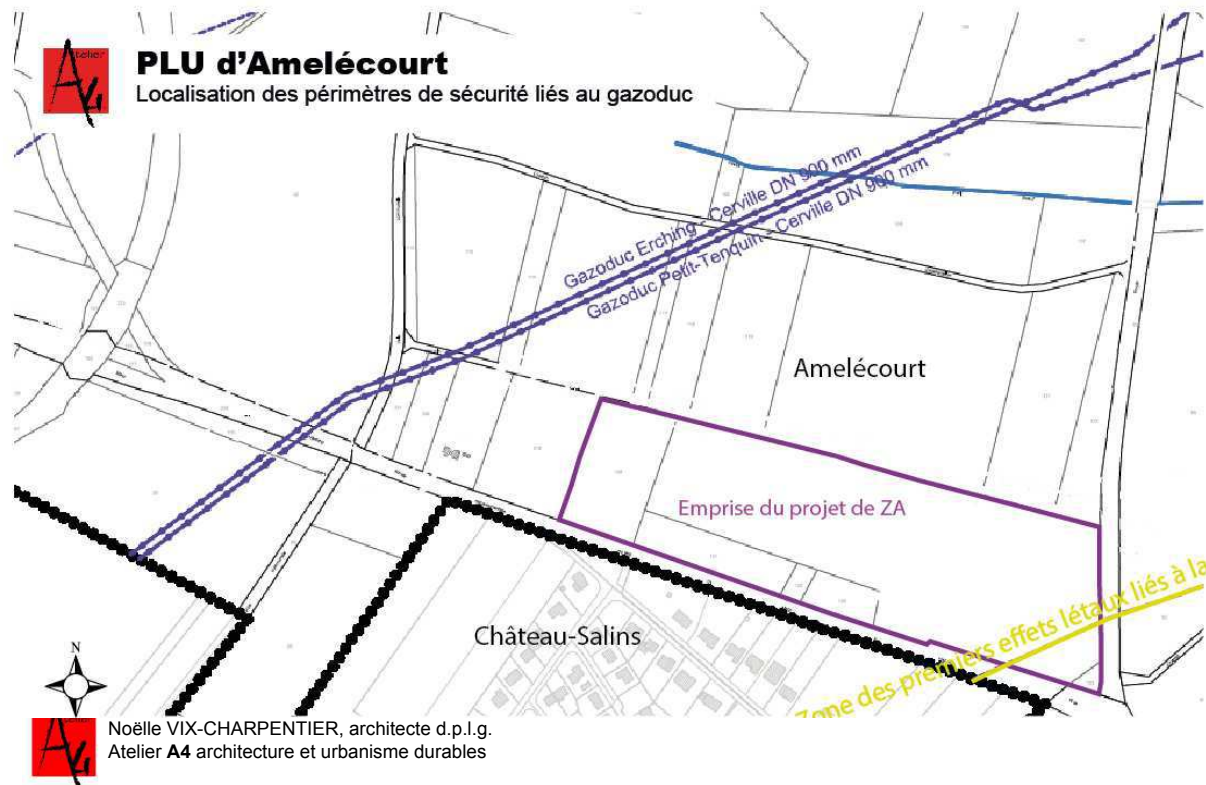 Atelier
A4
PLU d'Amelécourt
Localisation des périmètres de sécurité liés au gazoduc
Gazoduc Erching - Cerville DN 900 mm
Gazoduc Petit-Tenquin - Cerville DN 900 mm
Amelécourt
Emprise du projet de ZA
Zone des premiers effets létaux liés à la
Château-Salins
N
A4
Noëlle VIX-CHARPENTIER, architecte d.p.l.g.
Atelier A4 architecture et urbanisme durables